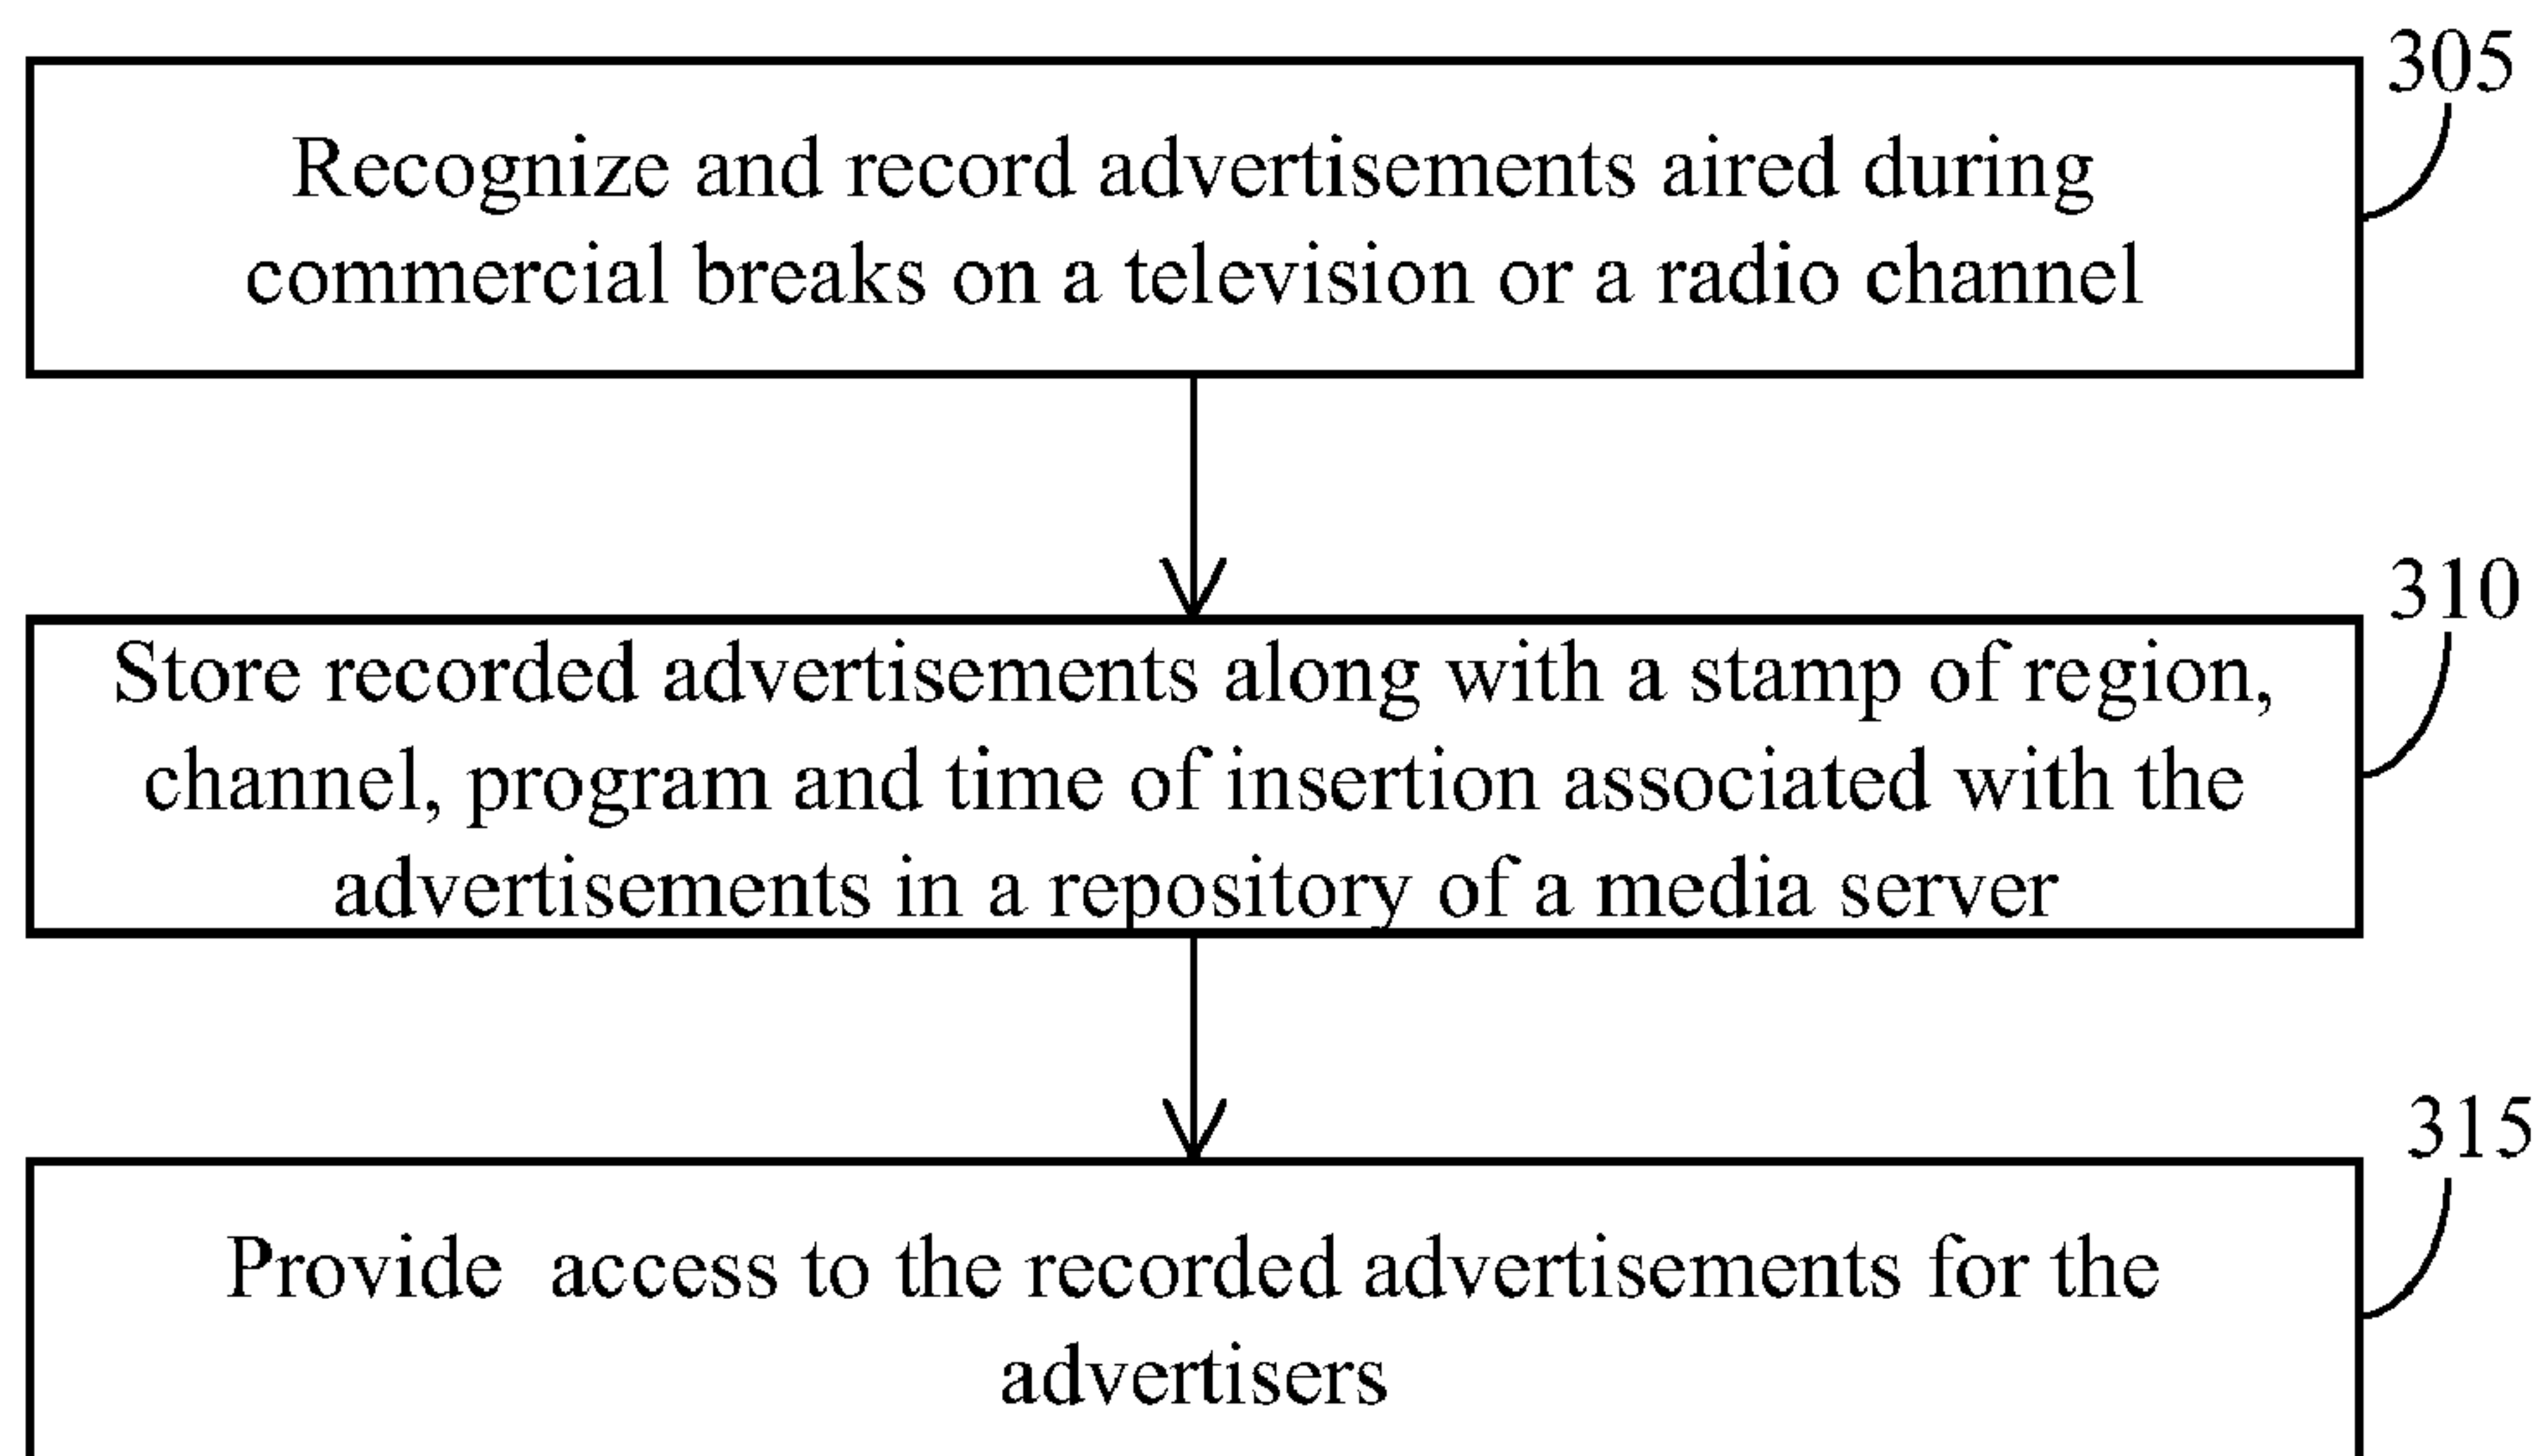 305
Recognize and record advertisements aired during
commercial breaks on a television or a radio channel
310
Store recorded advertisements along with a stamp of region,
channel, program and time of insertion associated with the
advertisements in a repository of a media server
315
Provide  access to the recorded advertisements for the
advertisers